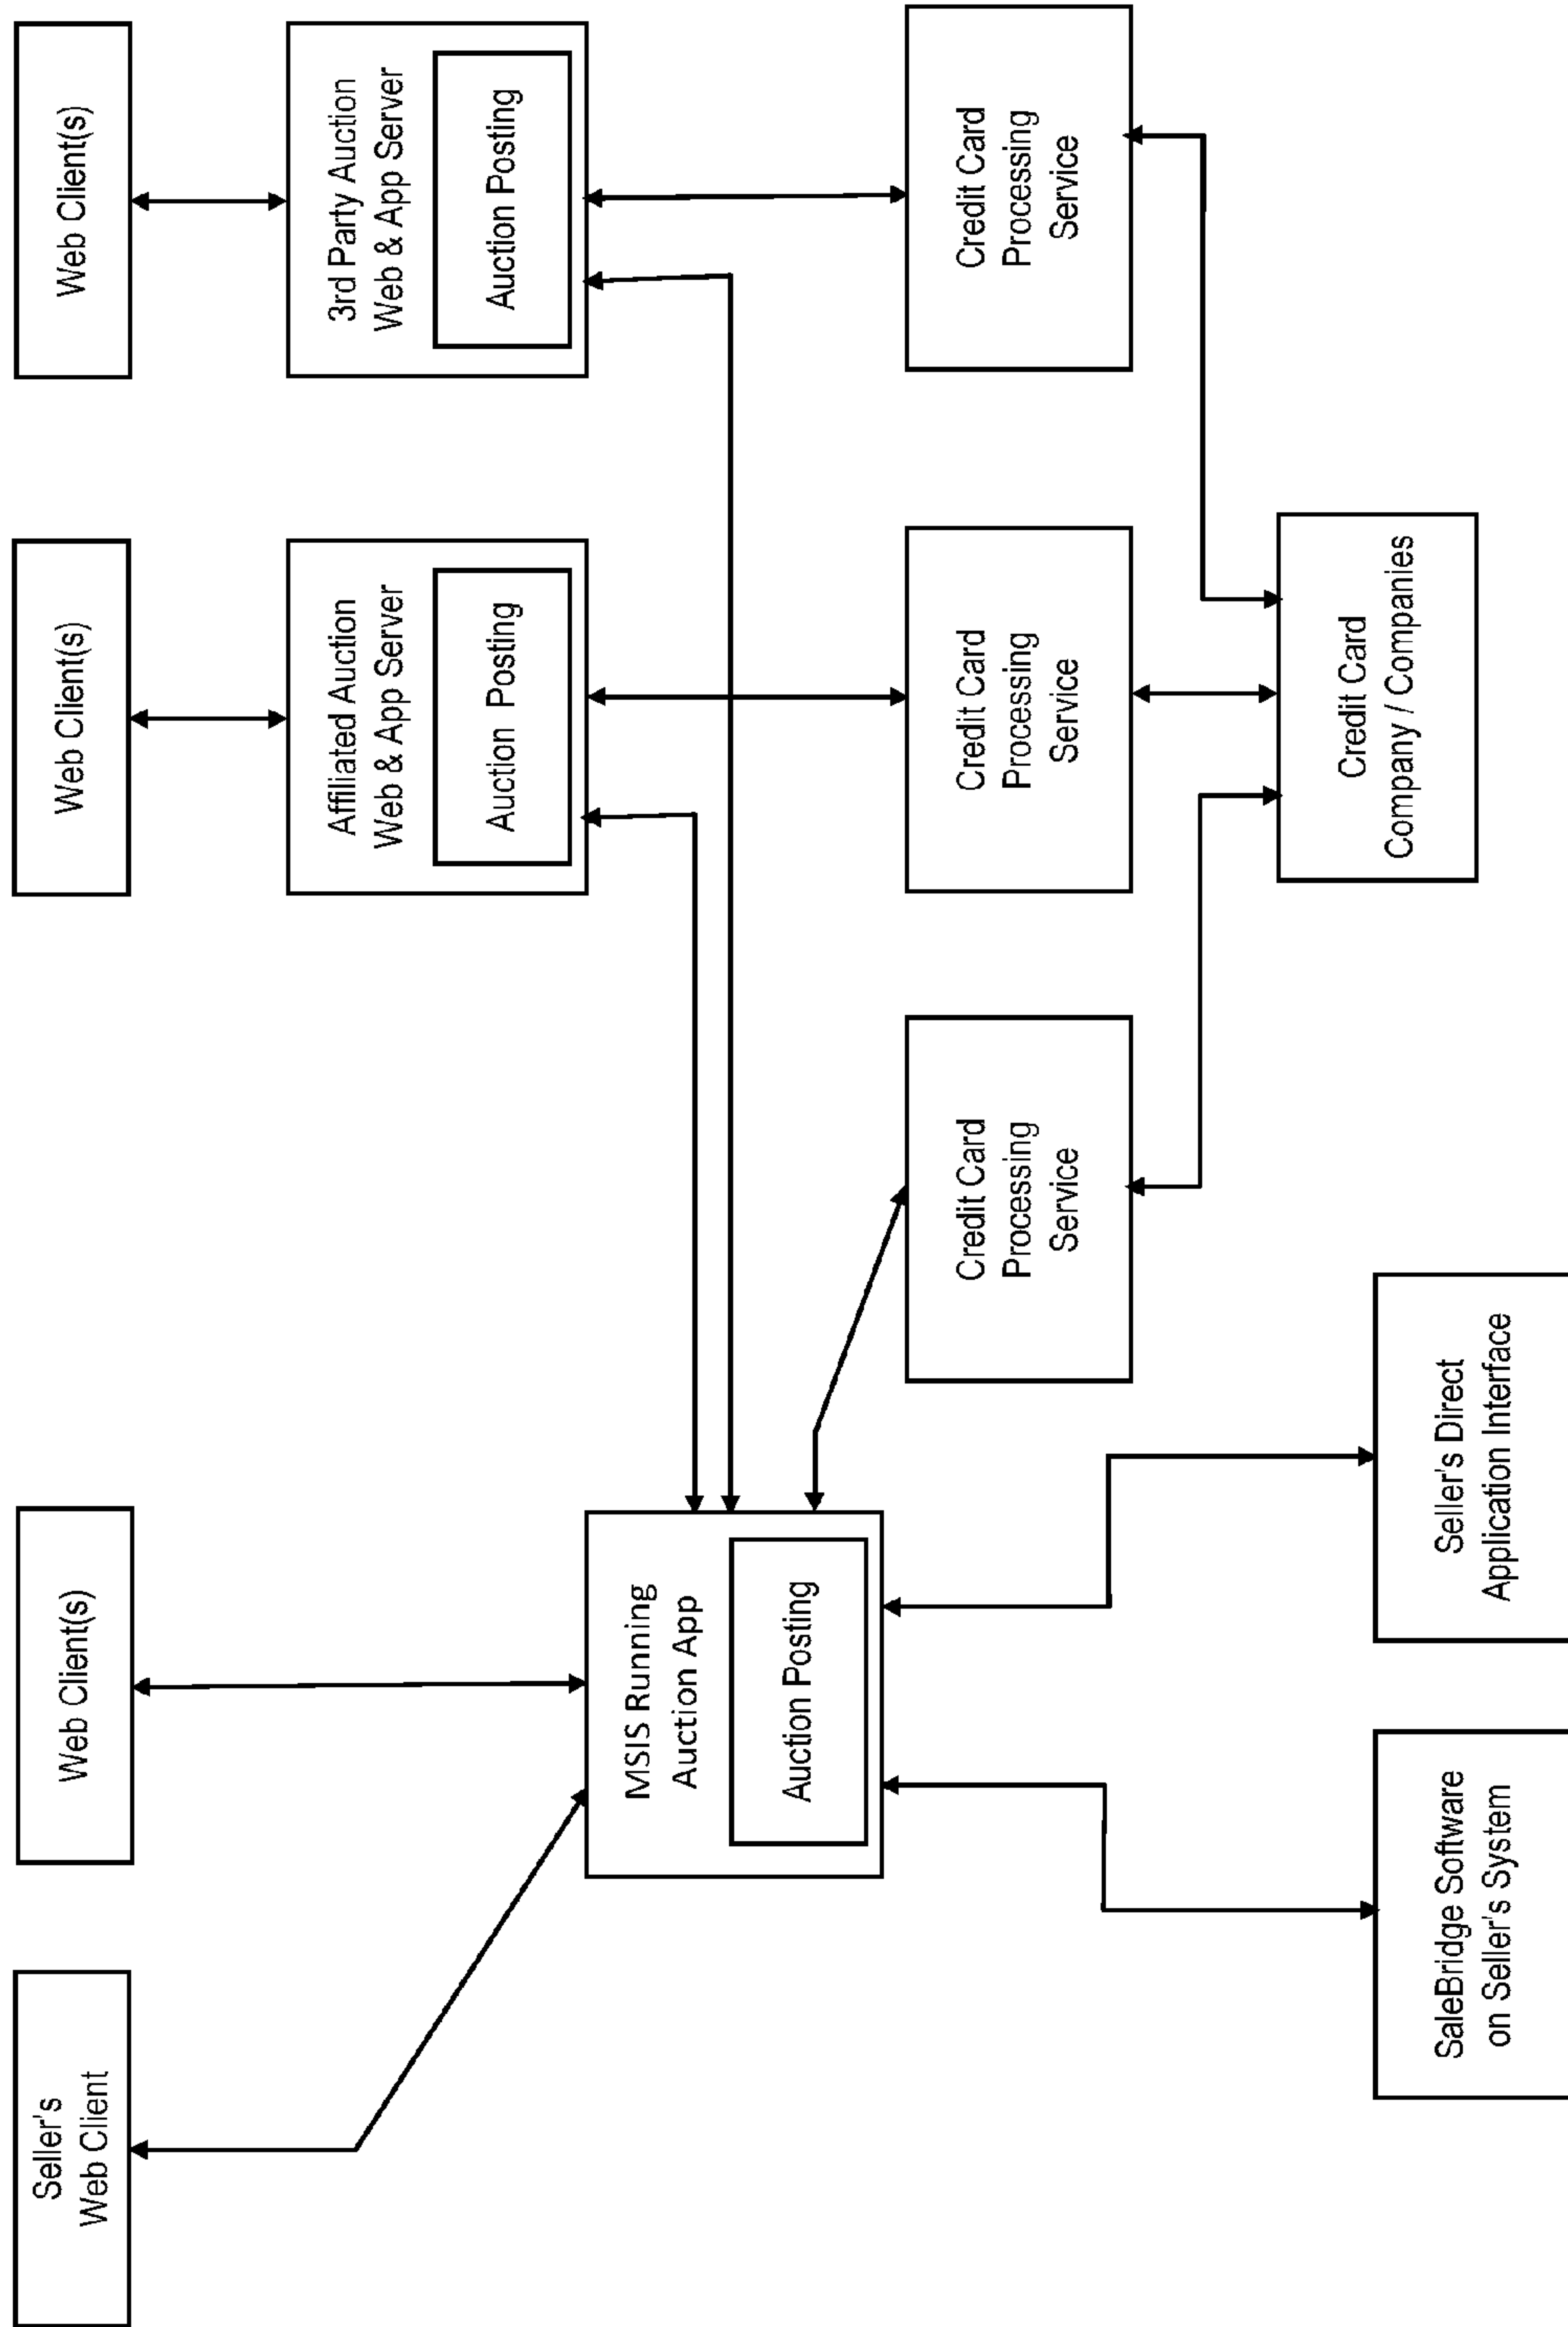 Seller's
Web Client
Web Client(s)
Web Client(s)
Web Client(s)
Affiliated Auction
Web & App Server
Auction Posting
3rd Party Auction
Web & App Server
Auction Posting
MSIS Running
Auction App
Auction Posting
Credit Card
Processing
Service
Credit Card
Processing
Service
Credit Card
Processing
Service
Credit Card
Company / Companies
SaleBridge Software
on Seller's System
Seller's Direct
Application Interface